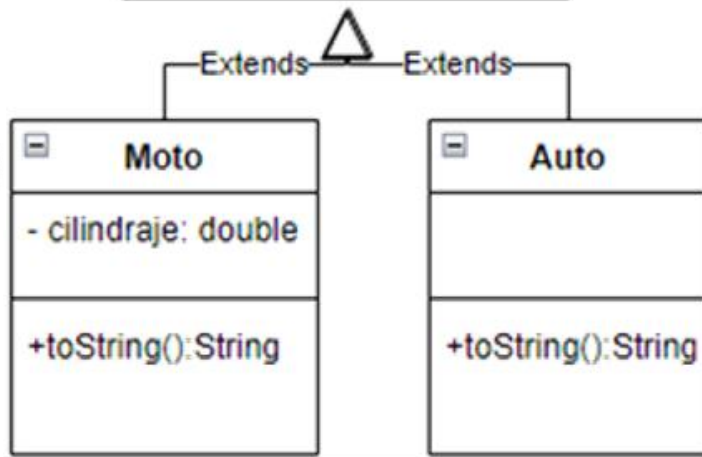 Extends Extends
Moto
- cilindraje: double
+toString():String
Auto
+toString():String